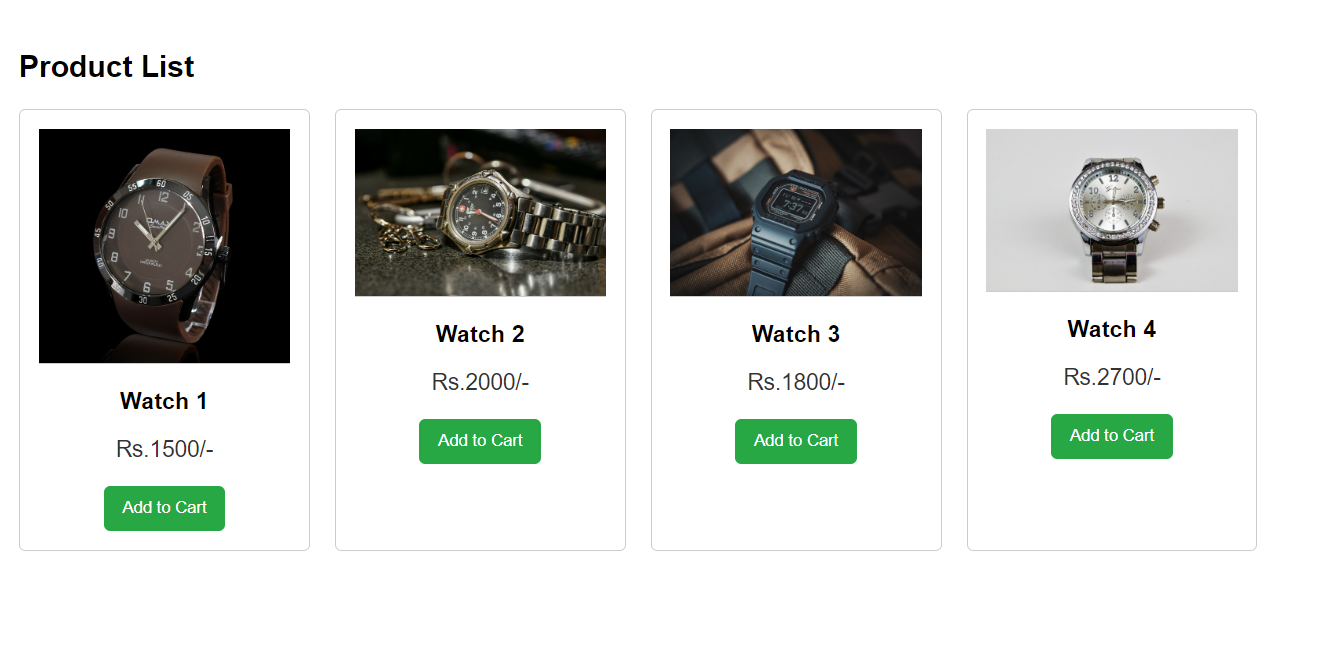 Product List
Watch 1
Rs.1500/-
Add to Cart
Watch 2
Rs.2000/-
Add to Cart
Watch 3
Rs.1800/-
Add to Cart
Watch 4
Rs.2700/-
Add to Cart